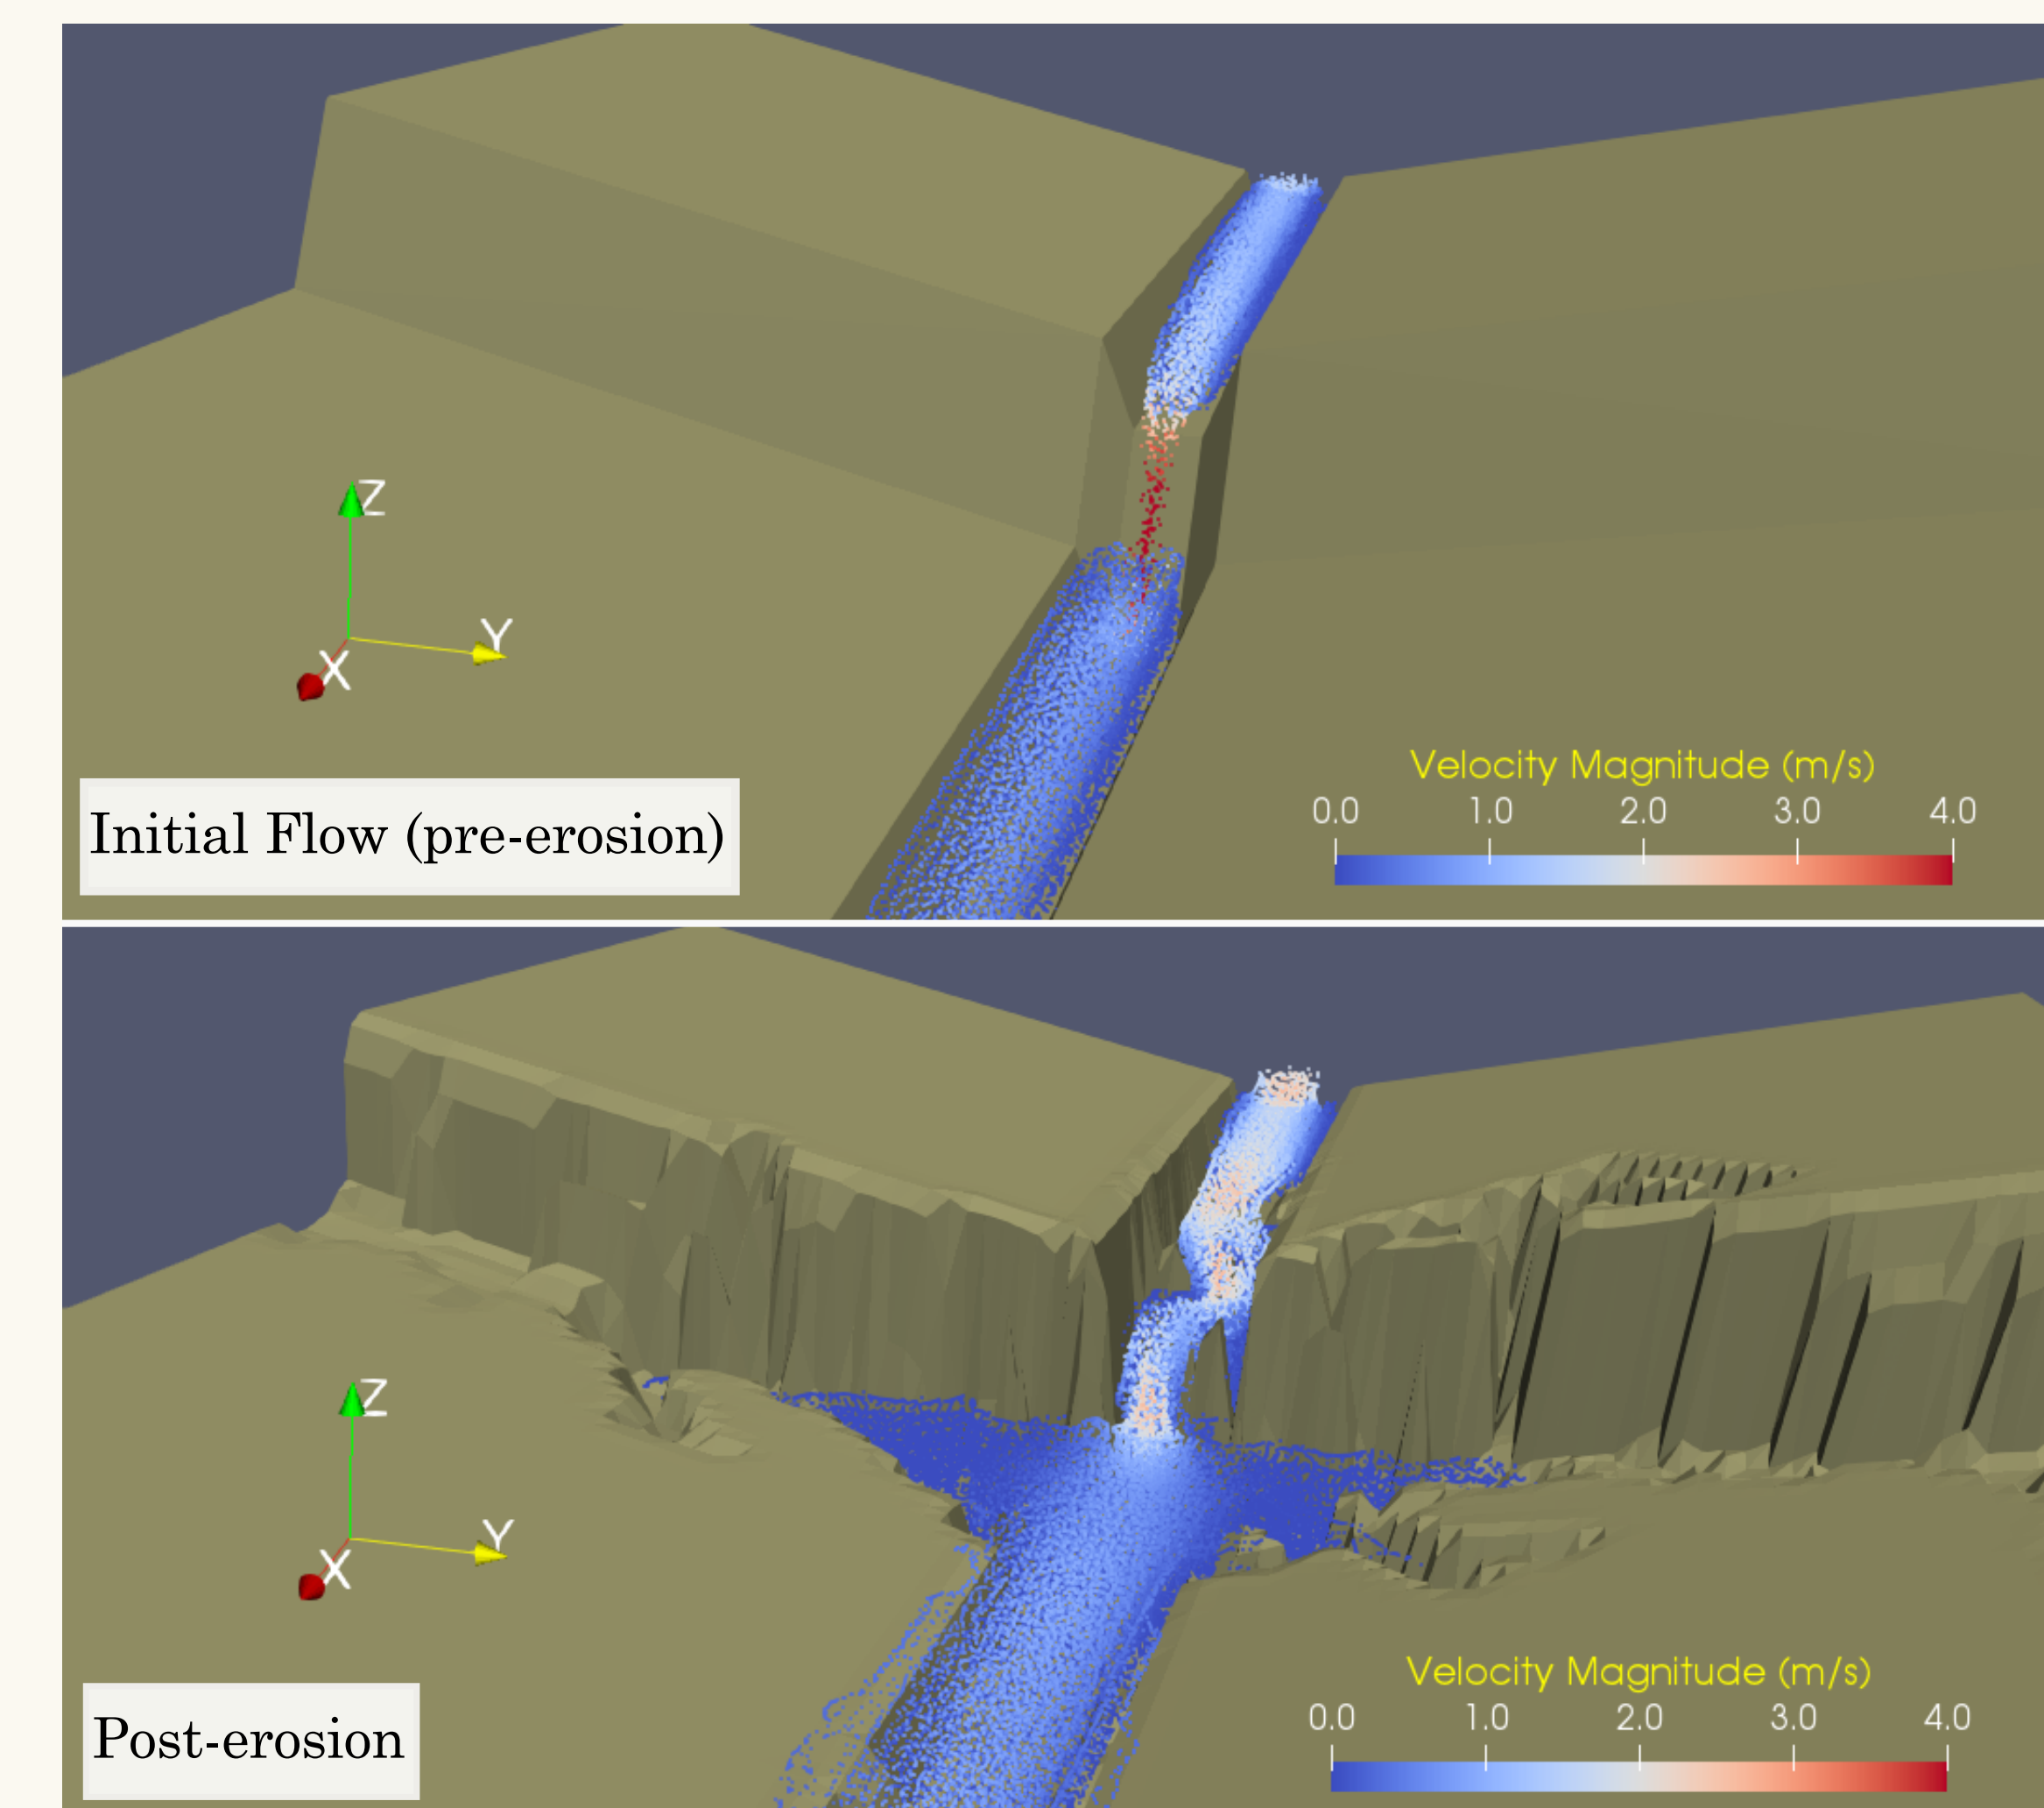 Z
Y
X
Velocity Magnitude (m/s)
0.0 1.0 2.0 3.0 4.0
Initial Flow (pre-erosion)
Z
Y
X
Velocity Magnitude (m/s)
0.0 1.0 2.0 3.0 4.0
Post-erosion